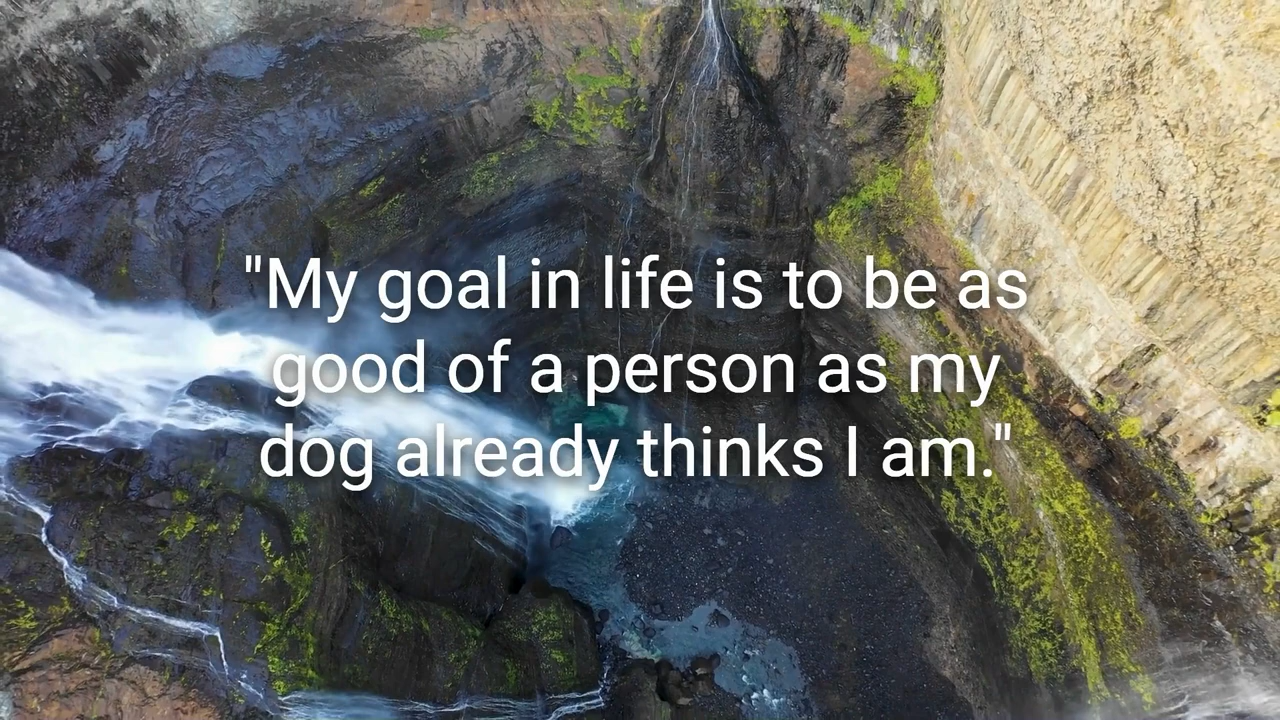 "My goal in life is to be as
good of a person as my
dog already thinks I am."